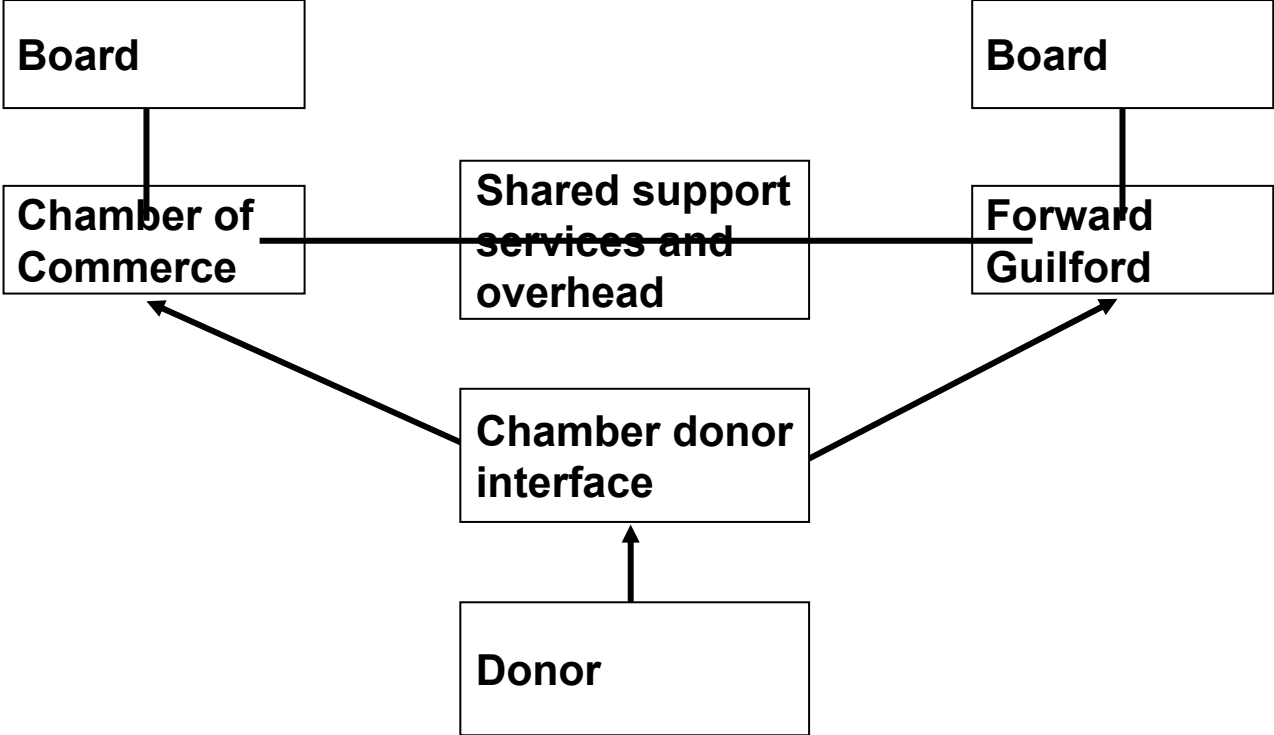 Board
Board
Shared support
services and
overhead
Chamber of
Commerce
Forward
Guilford
Chamber donor
interface
Donor